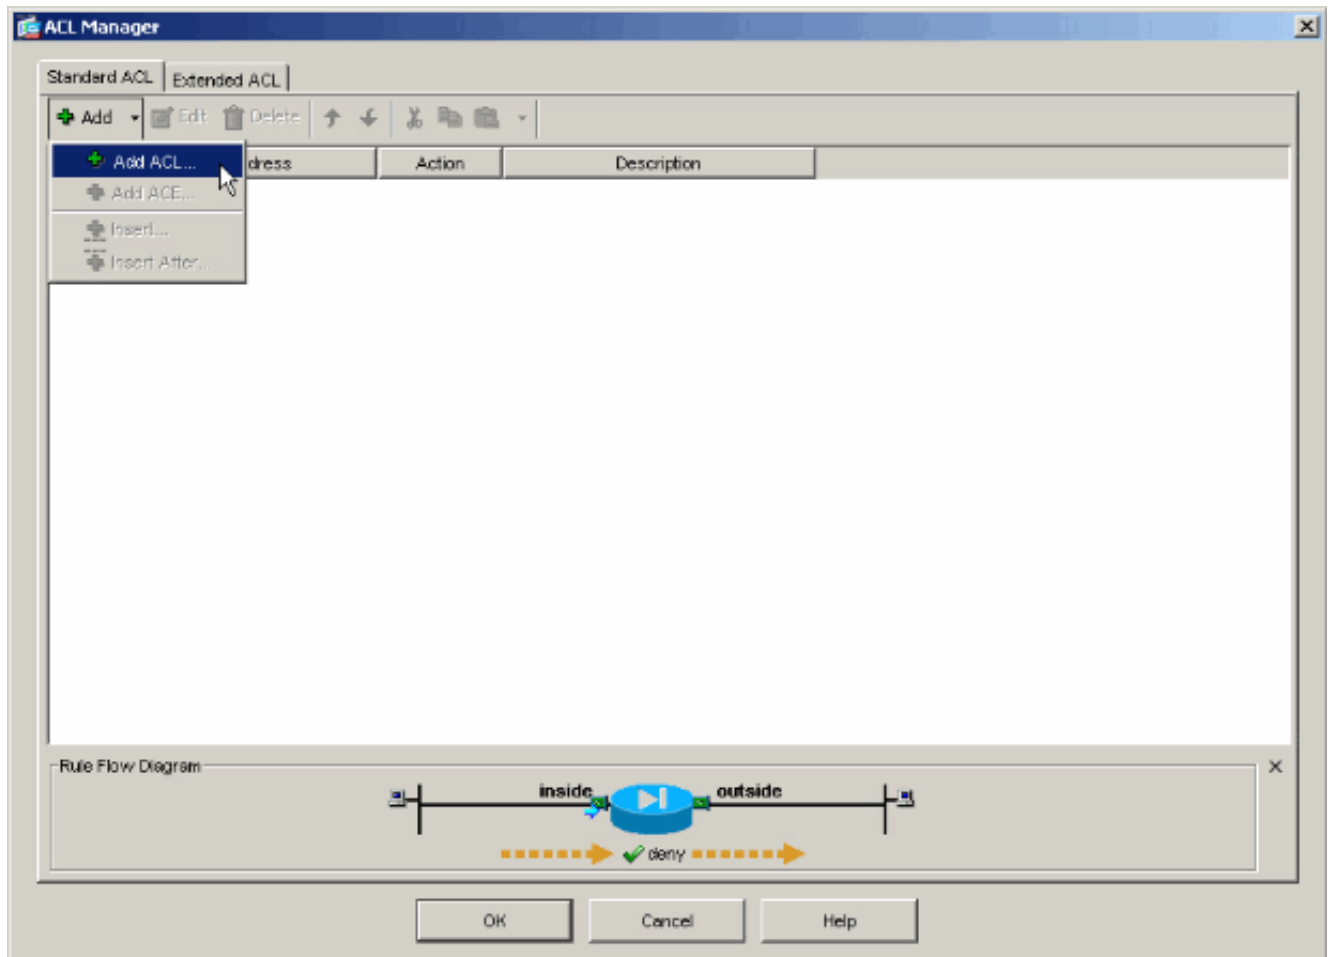 ACL Manager
Standard ACL Extended ACL
Add Edit Delete
Add ACL... dress Action Description
Add ACE...
Insert...
Insert After...
Rule Flow Diagram
inside outside
deny
OK Cancel Help